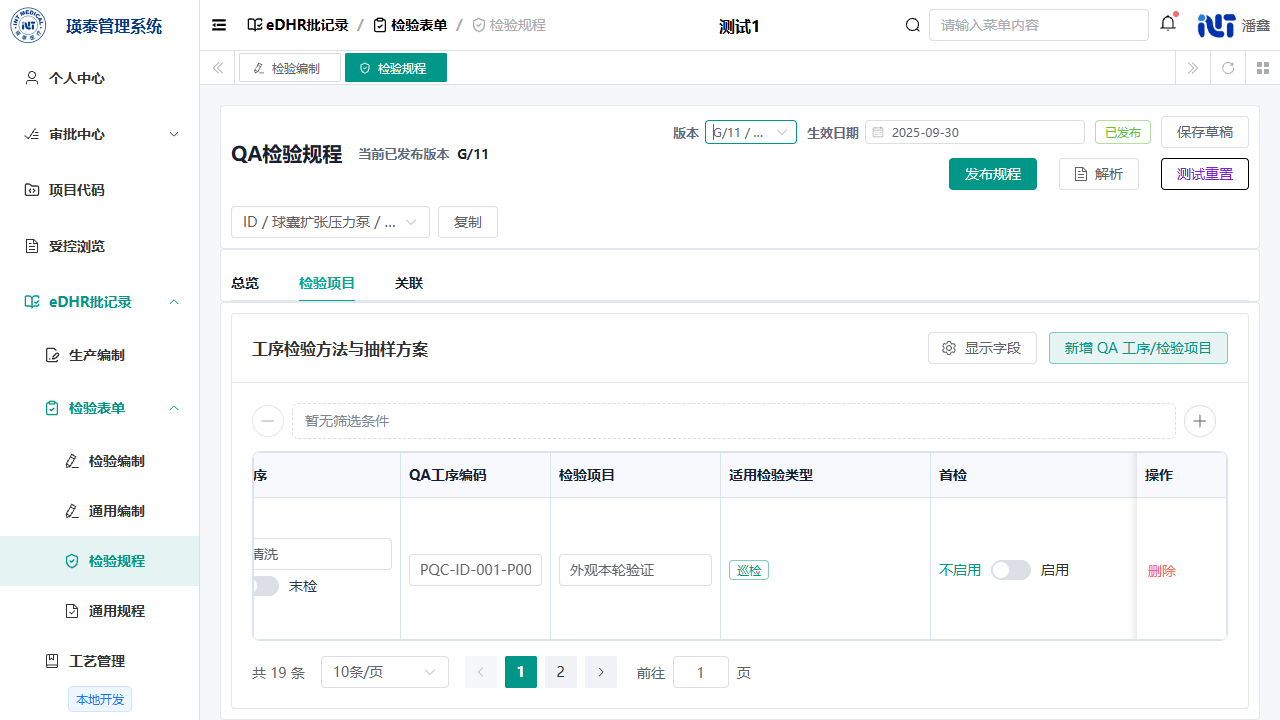 瑛泰管理系统
eDHR批记录 / 检验表单 / 检验规程
测试1
请输入菜单内容
潘鑫
个人中心
审批中心
项目代码
受控浏览
eDHR批记录
生产编制
检验表单
检验编制
通用编制
检验规程
通用规程
工艺管理
本地开发
检验编制
检验规程
QA检验规程
当前已发布版本 G/11
版本
G/11 / ...
生效日期
2025-09-30
已发布
保存草稿
发布规程
解析
测试重置
ID / 球囊扩张压力泵 / ...
复制
总览
检验项目
关联
工序检验方法与抽样方案
显示字段
新增 QA 工序/检验项目
暂无筛选条件
序
QA工序编码
检验项目
适用检验类型
首检
操作
清洗
末检
PQC-ID-001-P00
外观本轮验证
巡检
不启用
启用
删除
共 19 条
10条/页
1
2
前往
1
页